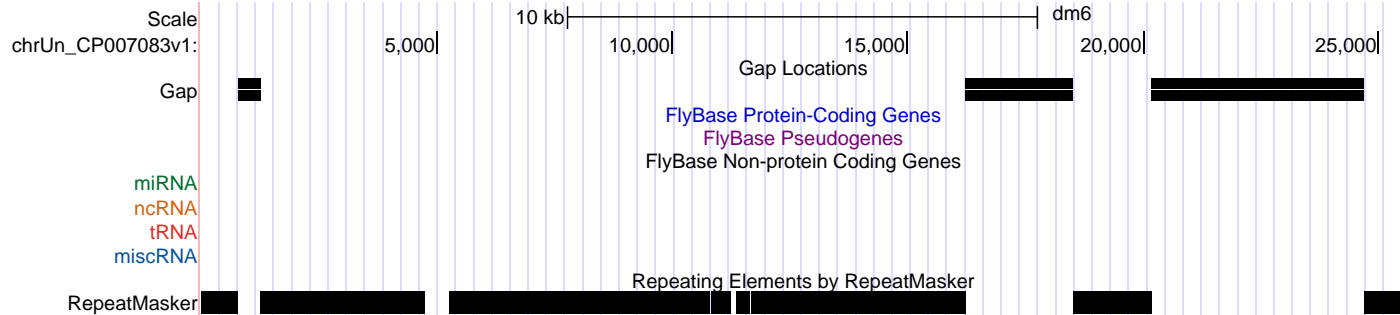 Scale 10 kb dm6
chrUn_CP007083v1: 5,000 10,000 15,000 20,000 25,000
Gap Locations
Gap
FlyBase Protein-Coding Genes
FlyBase Pseudogenes
FlyBase Non-protein Coding Genes
miRNA
ncRNA
tRNA
miscRNA
Repeating Elements by RepeatMasker
RepeatMasker